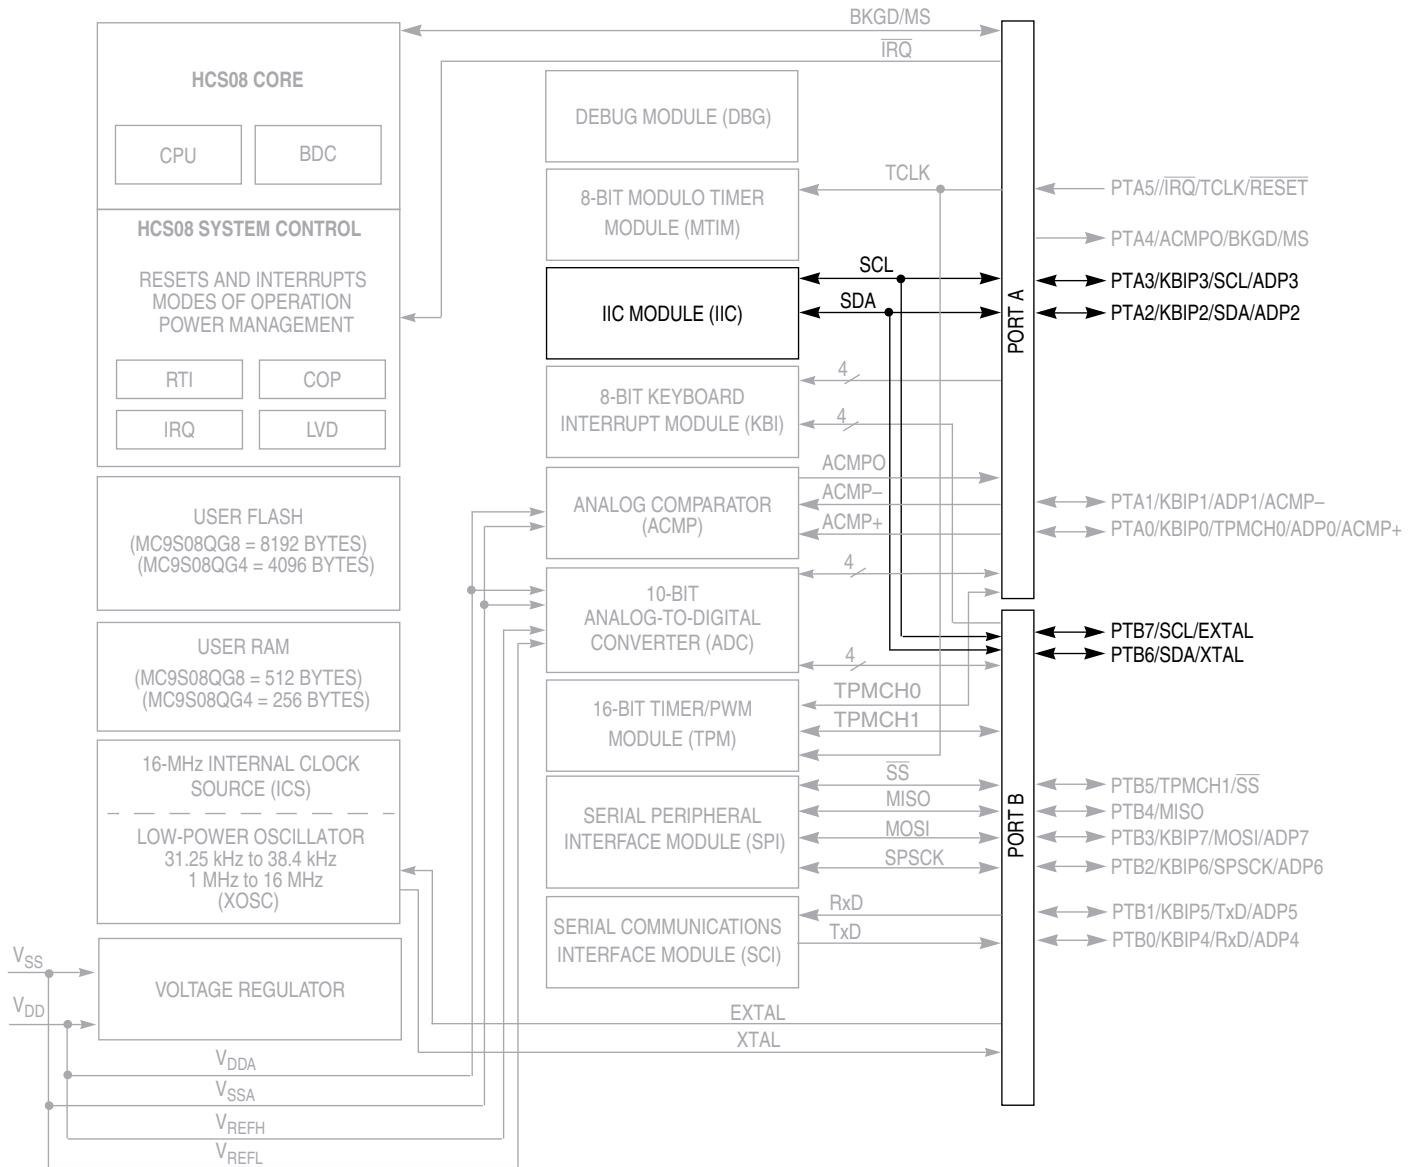 BKGD/MS
IRQ
HCS08 CORE
CPU
BDC
HCS08 SYSTEM CONTROL
RESETS AND INTERRUPTS
MODES OF OPERATION
POWER MANAGEMENT
RTI
COP
IRQ
LVD
USER FLASH
(MC9S08QG8 = 8192 BYTES)
(MC9S08QG4 = 4096 BYTES)
USER RAM
(MC9S08QG8 = 512 BYTES)
(MC9S08QG4 = 256 BYTES)
16-MHz INTERNAL CLOCK
SOURCE (ICS)
LOW-POWER OSCILLATOR
31.25 kHz to 38.4 kHz
1 MHz to 16 MHz
(XOSC)
VSS
VDD
VOLTAGE REGULATOR
VDDA
VSSA
VREFH
VREFL
DEBUG MODULE (DBG)
8-BIT MODULO TIMER
MODULE (MTIM)
TCLK
IIC MODULE (IIC)
SCL
SDA
8-BIT KEYBOARD
INTERRUPT MODULE (KBI)
4
4
ANALOG COMPARATOR
(ACMP)
ACMPO
ACMP–
ACMP+
10-BIT
ANALOG-TO-DIGITAL
CONVERTER (ADC)
4
4
16-BIT TIMER/PWM
MODULE (TPM)
TPMCH0
TPMCH1
SERIAL PERIPHERAL
INTERFACE MODULE (SPI)
SS
MISO
MOSI
SPSCK
SERIAL COMMUNICATIONS
INTERFACE MODULE (SCI)
RxD
TxD
EXTAL
XTAL
PORT A
PORT B
PTA5//IRQ/TCLK/RESET
PTA4/ACMPO/BKGD/MS
PTA3/KBIP3/SCL/ADP3
PTA2/KBIP2/SDA/ADP2
PTA1/KBIP1/ADP1/ACMP–
PTA0/KBIP0/TPMCH0/ADP0/ACMP+
PTB7/SCL/EXTAL
PTB6/SDA/XTAL
PTB5/TPMCH1/SS
PTB4/MISO
PTB3/KBIP7/MOSI/ADP7
PTB2/KBIP6/SPSCK/ADP6
PTB1/KBIP5/TxD/ADP5
PTB0/KBIP4/RxD/ADP4